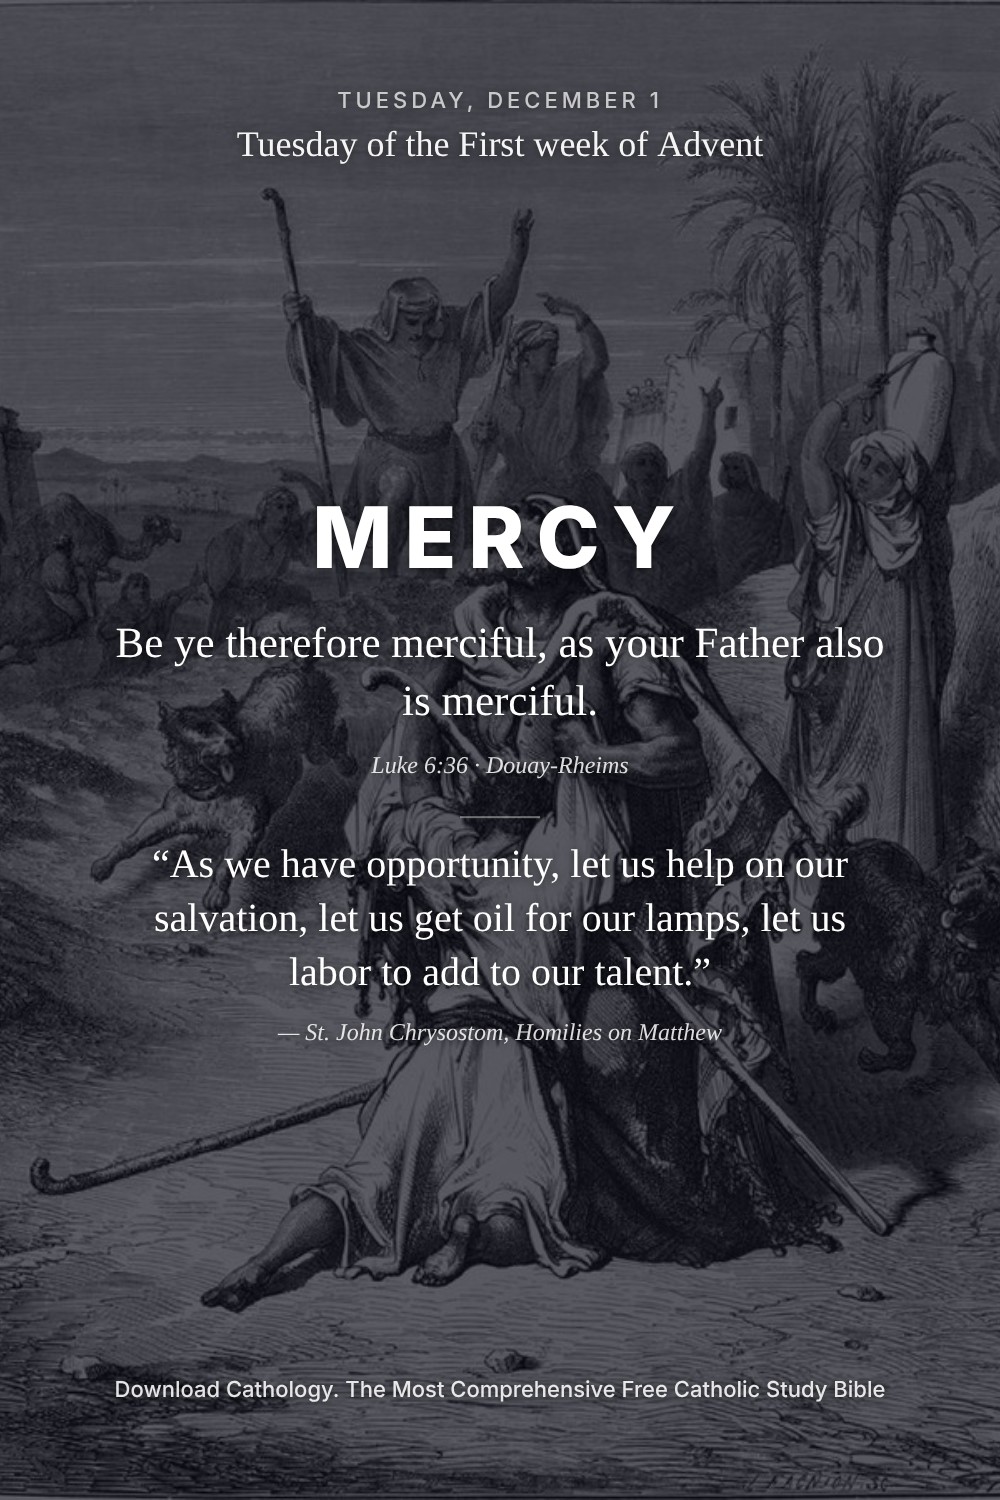 TUESDAY, DECEMBER 1
Tuesday of the First week of Advent
MERCY
Be ye therefore merciful, as your Father also
is merciful.
Luke 6:36 · Douay-Rheims
“As we have opportunity, let us help on our
salvation, let us get oil for our lamps, let us
labor to add to our talent.”
— St. John Chrysostom, Homilies on Matthew
Download Cathology. The Most Comprehensive Free Catholic Study Bible